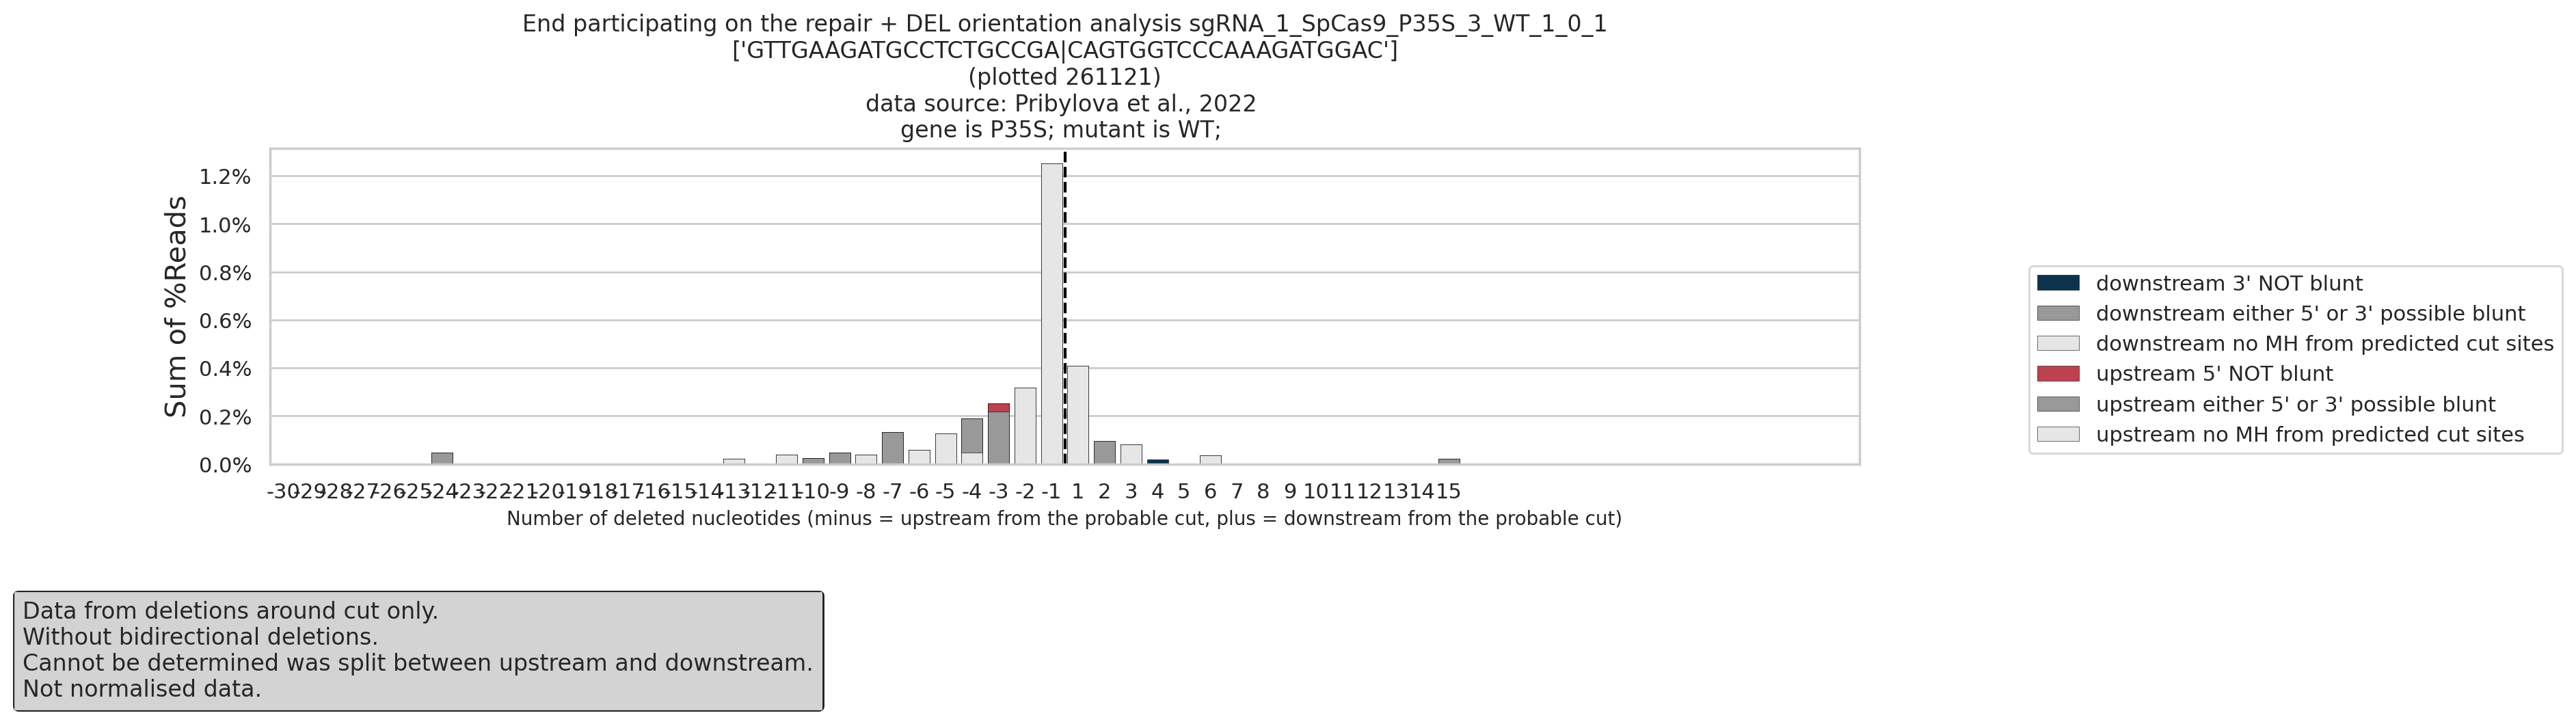 End participating on the repair + DEL orientation analysis sgRNA_1_SpCas9_P35S_3_WT_1_0_1
['GTTGAAGATGCCTCTGCCGA|CAGTGGTCCCAAAGATGGAC']
(plotted 261121)
data source: Pribylova et al., 2022
gene is P35S; mutant is WT;
Sum of %Reads
1.2%
1.0%
0.8%
0.6%
0.4%
0.2%
0.0%
-30 -29 -28 -27 -26 -25 -24 -23 -22 -21 -20 -19 -18 -17 -16 -15 -14 -13 -12 -11 -10 -9 -8 -7 -6 -5 -4 -3 -2 -1 1 2 3 4 5 6 7 8 9 10 11 12 13 14 15
Number of deleted nucleotides (minus = upstream from the probable cut, plus = downstream from the probable cut)
downstream 3' NOT blunt
downstream either 5' or 3' possible blunt
downstream no MH from predicted cut sites
upstream 5' NOT blunt
upstream either 5' or 3' possible blunt
upstream no MH from predicted cut sites
Data from deletions around cut only.
Without bidirectional deletions.
Cannot be determined was split between upstream and downstream.
Not normalised data.